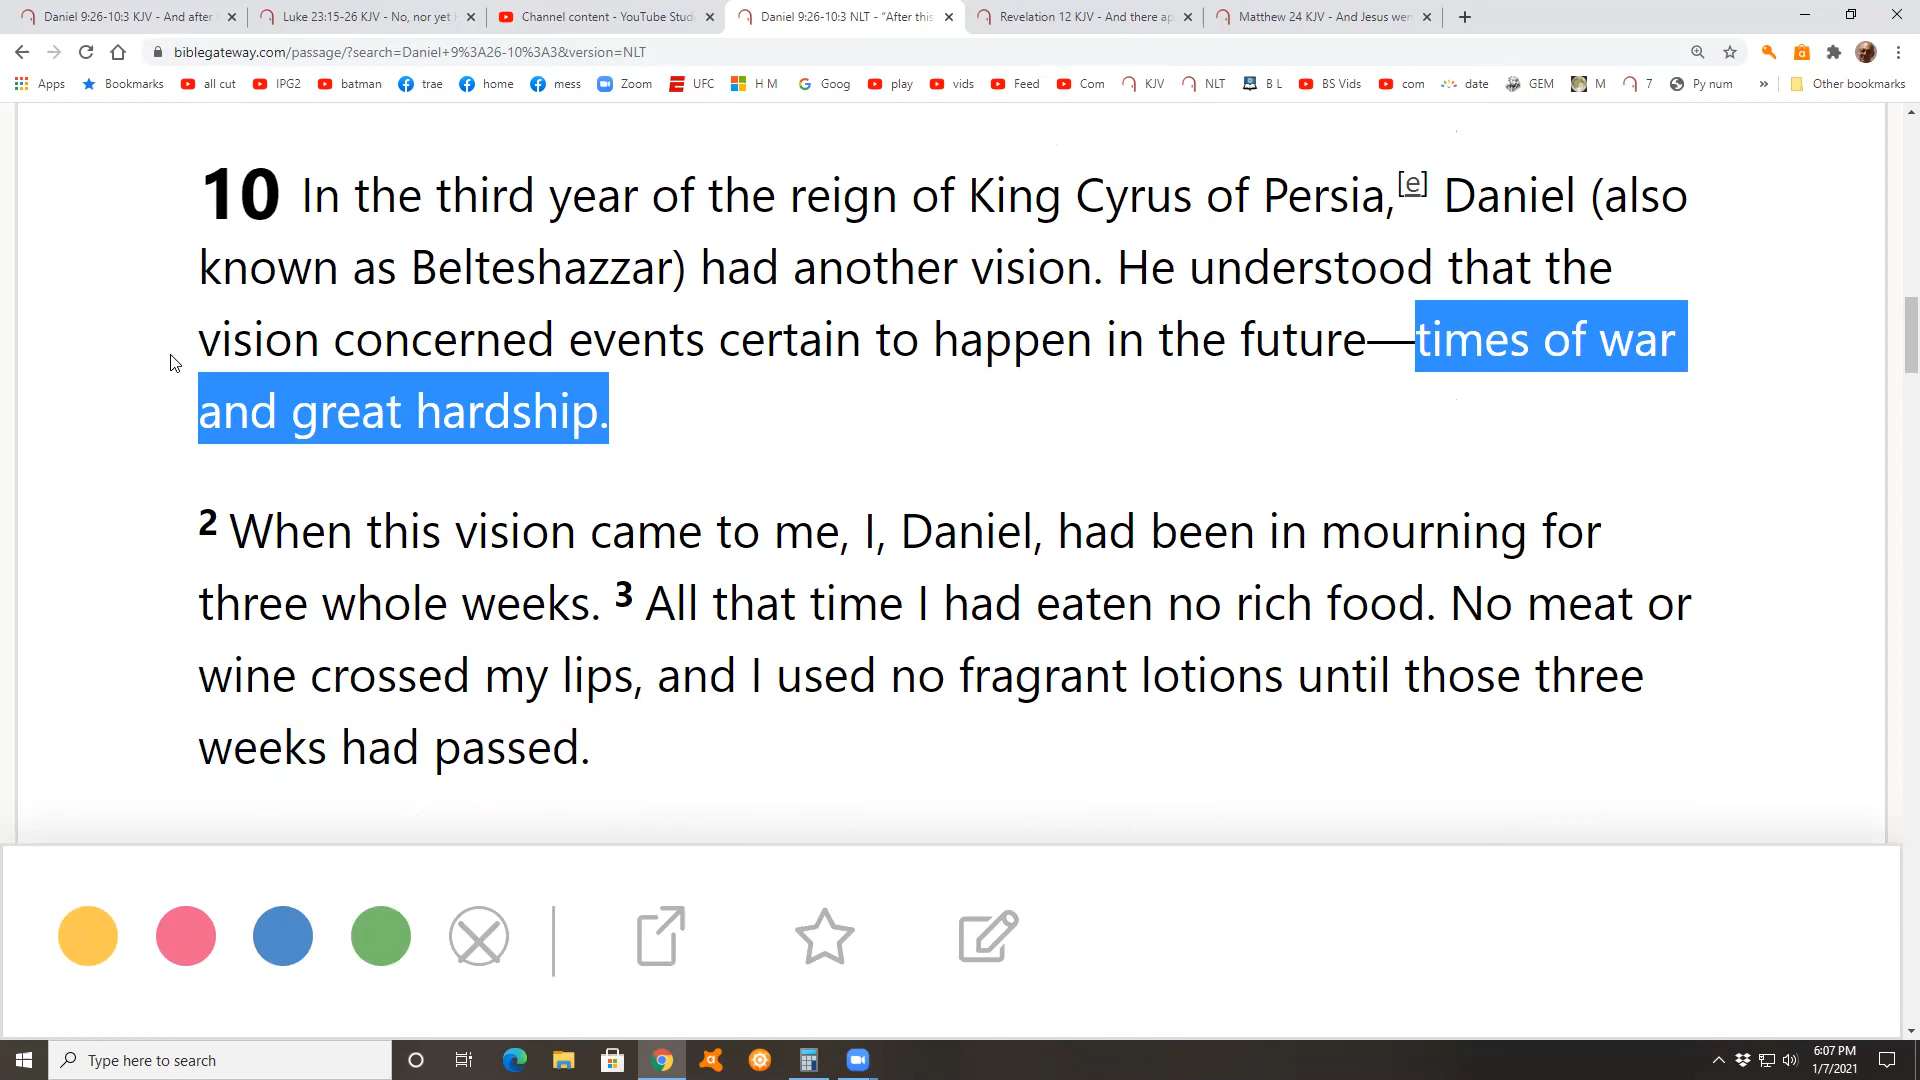 Daniel 9:26-10:3 KJV - And after
Luke 23:15-26 KJV - No, nor yet
Channel content - YouTube Stud
Daniel 9:26-10:3 NLT - “After this
Revelation 12 KJV - And there ap
Matthew 24 KJV - And Jesus wen
biblegateway.com/passage/?search=Daniel+9%3A26-10%3A3&version=NLT
Apps Bookmarks all cut IPG2 batman trae home mess Zoom UFC H M Goog play vids Feed Com KJV NLT B L BS Vids com date GEM M 7 Py num » Other bookmarks
10 In the third year of the reign of King Cyrus of Persia,[e] Daniel (also
known as Belteshazzar) had another vision. He understood that the
vision concerned events certain to happen in the future—times of war
and great hardship.
2 When this vision came to me, I, Daniel, had been in mourning for
three whole weeks. 3 All that time I had eaten no rich food. No meat or
wine crossed my lips, and I used no fragrant lotions until those three
weeks had passed.
Type here to search
6:07 PM
1/7/2021